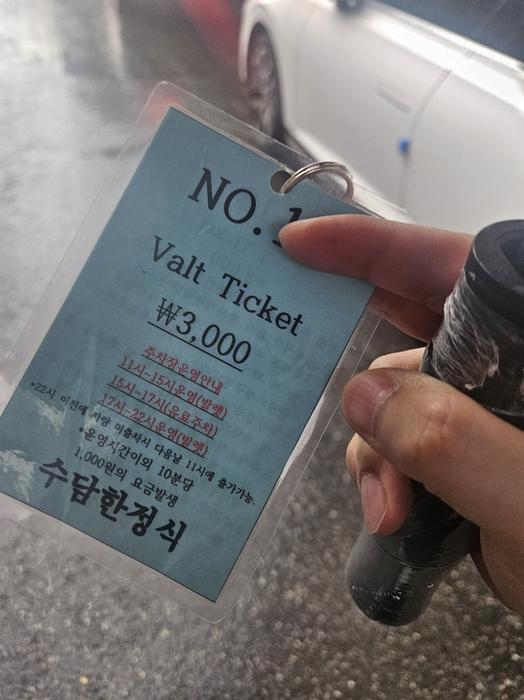 NO. 1
Valt Ticket
₩3,000
주차장운영안내
11시~15시운영(발렛)
15시~17시(유료주차)
17시~22시운영(발렛)
*22시 이전에 차량 미출차시 다음날 11시에 출가가능.
*운영시간이외 10분당
1,000원의 요금발생
수담한정식